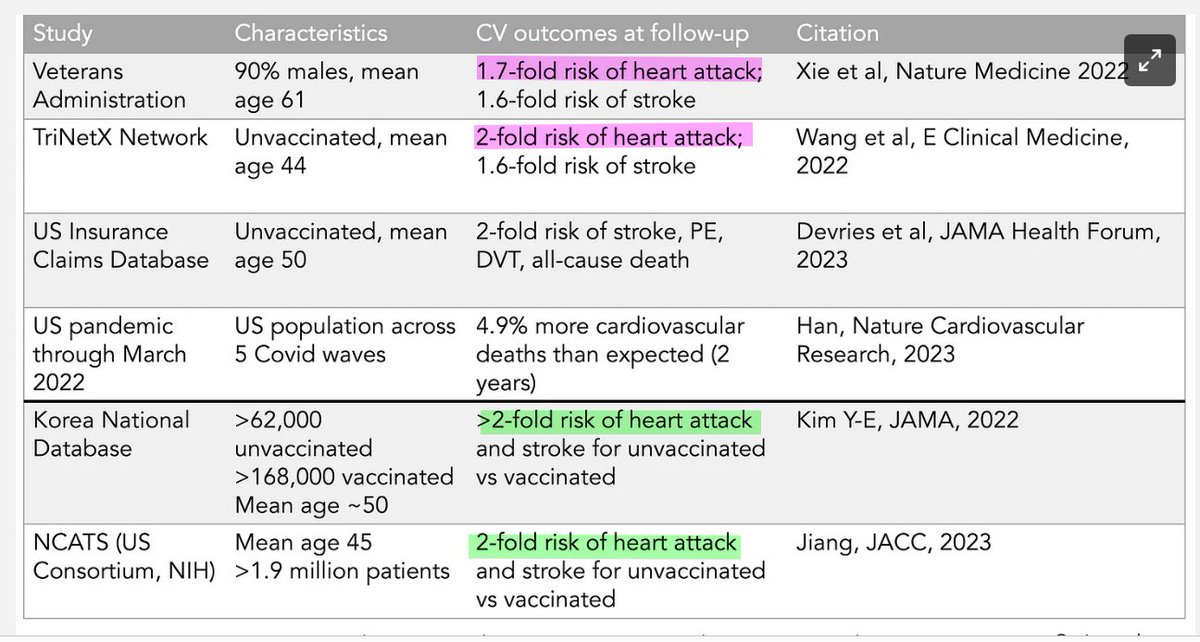 Study Characteristics CV outcomes at follow-up Citation
Veterans 90% males, mean 1.7-fold risk of heart attack; Xie et al, Nature Medicine 2022
Administration age 61 1.6-fold risk of stroke
TriNetX Network Unvaccinated, mean 2-fold risk of heart attack; Wang et al, E Clinical Medicine,
age 44 1.6-fold risk of stroke 2022
US Insurance Unvaccinated, mean 2-fold risk of stroke, PE, Devries et al, JAMA Health Forum,
Claims Database age 50 DVT, all-cause death 2023
US pandemic US population across 4.9% more cardiovascular Han, Nature Cardiovascular
through March 5 Covid waves deaths than expected (2 Research, 2023
2022 years)
Korea National >62,000 >2-fold risk of heart attack Kim Y-E, JAMA, 2022
Database unvaccinated and stroke for unvaccinated
>168,000 vaccinated vs vaccinated
Mean age ~50
NCATS (US Mean age 45 2-fold risk of heart attack Jiang, JACC, 2023
Consortium, NIH) >1.9 million patients and stroke for unvaccinated
vs vaccinated